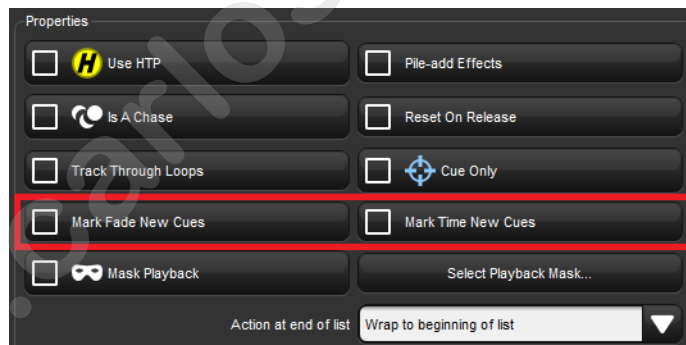 Properties
H Use HTP
Pile-add Effects
Is A Chase
Reset On Release
Track Through Loops
Cue Only
Mark Fade New Cues
Mark Time New Cues
Mask Playback
Select Playback Mask...
Action at end of list
Wrap to beginning of list
.carlos